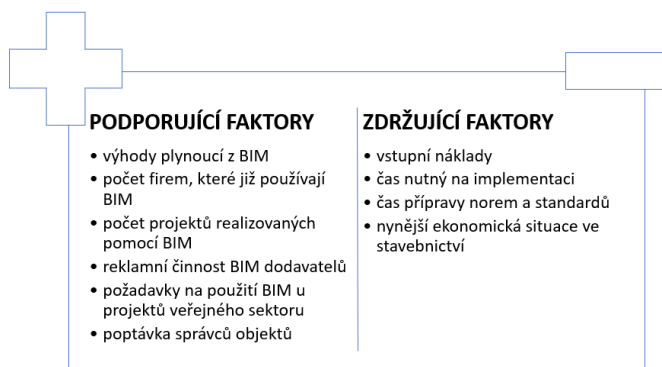 PODPORUJÍCÍ FAKTORY
• výhody plynoucí z BIM
• počet firem, které již používají
BIM
• počet projektů realizovaných
pomocí BIM
• reklamní činnost BIM dodavatelů
• požadavky na použití BIM u
projektů veřejného sektoru
• poptávka správců objektů
ZDRŽUJÍCÍ FAKTORY
• vstupní náklady
• čas nutný na implementaci
• čas přípravy norem a standardů
• nynější ekonomická situace ve
stavebnictví